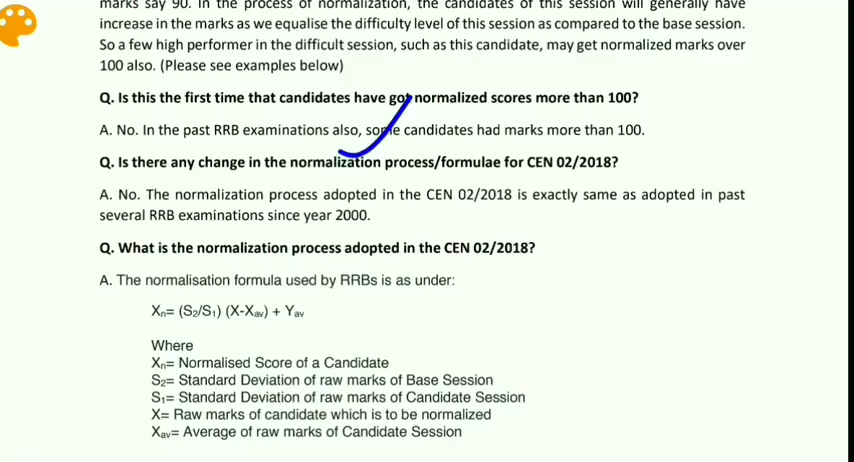 marks say 90. In the process of normalization, the candidates of this session will generally have
increase in the marks as we equalise the difficulty level of this session as compared to the base session.
So a few high performer in the difficult session, such as this candidate, may get normalized marks over
100 also. (Please see examples below)
Q. Is this the first time that candidates have got normalized scores more than 100?
A. No. In the past RRB examinations also, some candidates had marks more than 100.
Q. Is there any change in the normalization process/formulae for CEN 02/2018?
A. No. The normalization process adopted in the CEN 02/2018 is exactly same as adopted in past
several RRB examinations since year 2000.
Q. What is the normalization process adopted in the CEN 02/2018?
A. The normalisation formula used by RRBs is as under:
Xn= (S2/S1) (X-Xav) + Yav
Where
Xn= Normalised Score of a Candidate
S2= Standard Deviation of raw marks of Base Session
S1= Standard Deviation of raw marks of Candidate Session
X= Raw marks of candidate which is to be normalized
Xav= Average of raw marks of Candidate Session